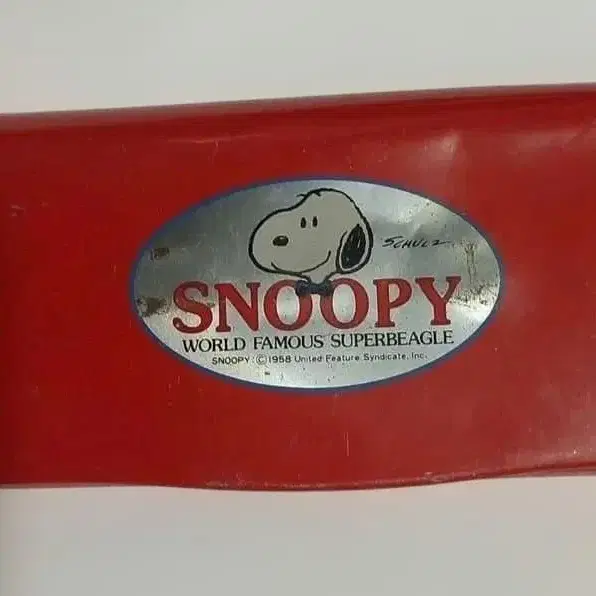 SCHULZ
SNOOPY
WORLD FAMOUS SUPERBEAGLE
SNOOPY: ©1958 United Feature Syndicate, Inc.